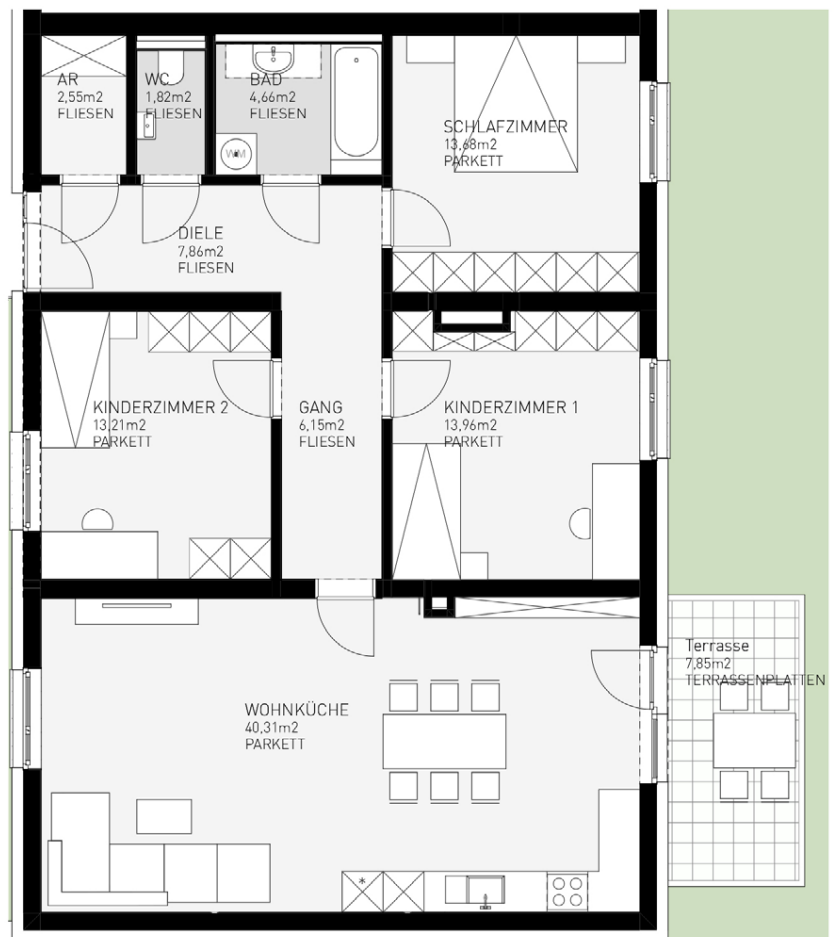 AR
2,55m2
FLIESEN
WC
1,82m2
FLIESEN
BAD
4,66m2
FLIESEN
WM
SCHLAFZIMMER
13,68m2
PARKETT
DIELE
7,86m2
FLIESEN
KINDERZIMMER 2
13,21m2
PARKETT
GANG
6,15m2
FLIESEN
KINDERZIMMER 1
13,96m2
PARKETT
Terrasse
7,85m2
TERRASSENPLATTEN
WOHNKÜCHE
40,31m2
PARKETT
*